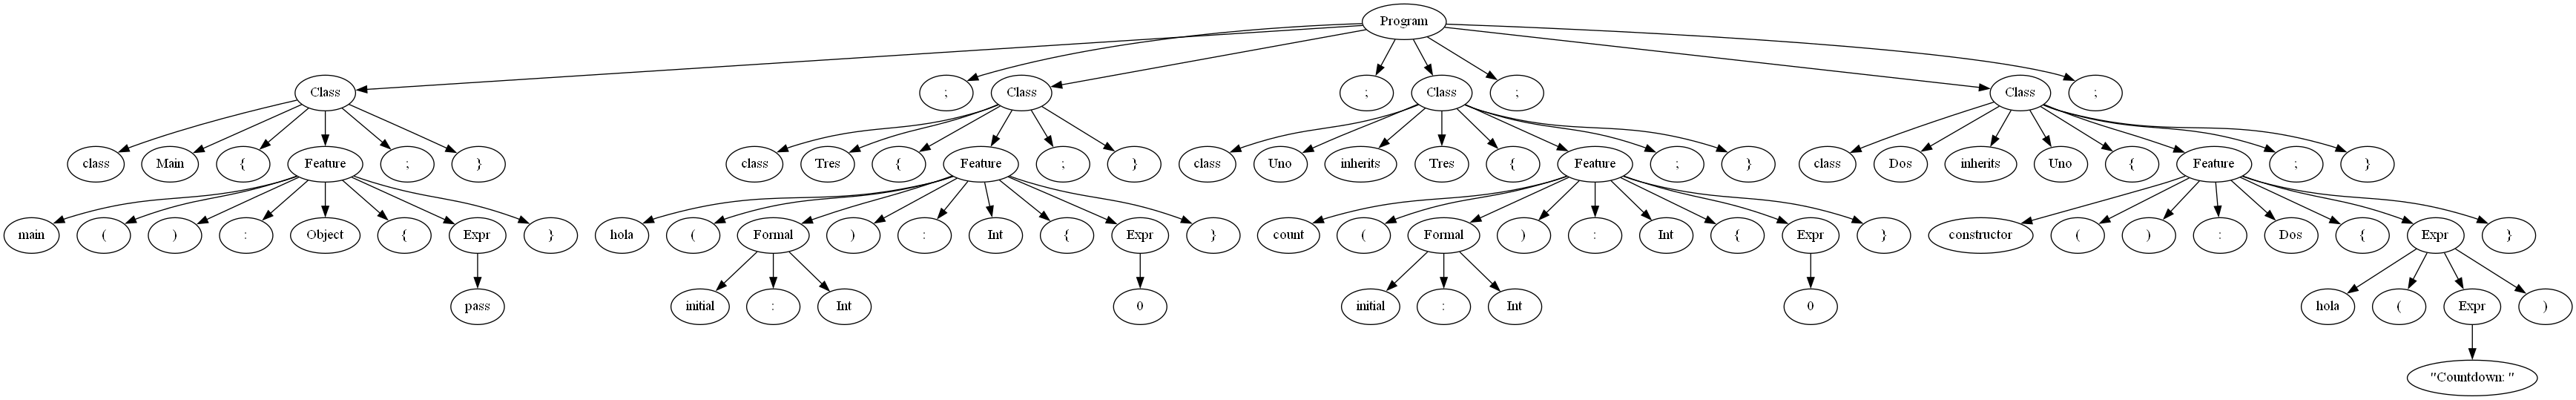 Program
Class ; Class ; Class ; Class ;
class Main { Feature ; } class Tres { Feature ; } class Uno inherits Tres { Feature ; } class Dos inherits Uno { Feature ; }
main ( ) : Object { Expr } hola ( Formal ) : Int { Expr } count ( Formal ) : Int { Expr } constructor ( ) : Dos { Expr }
pass initial : Int 0 initial : Int 0 hola ( Expr )
"Countdown: "